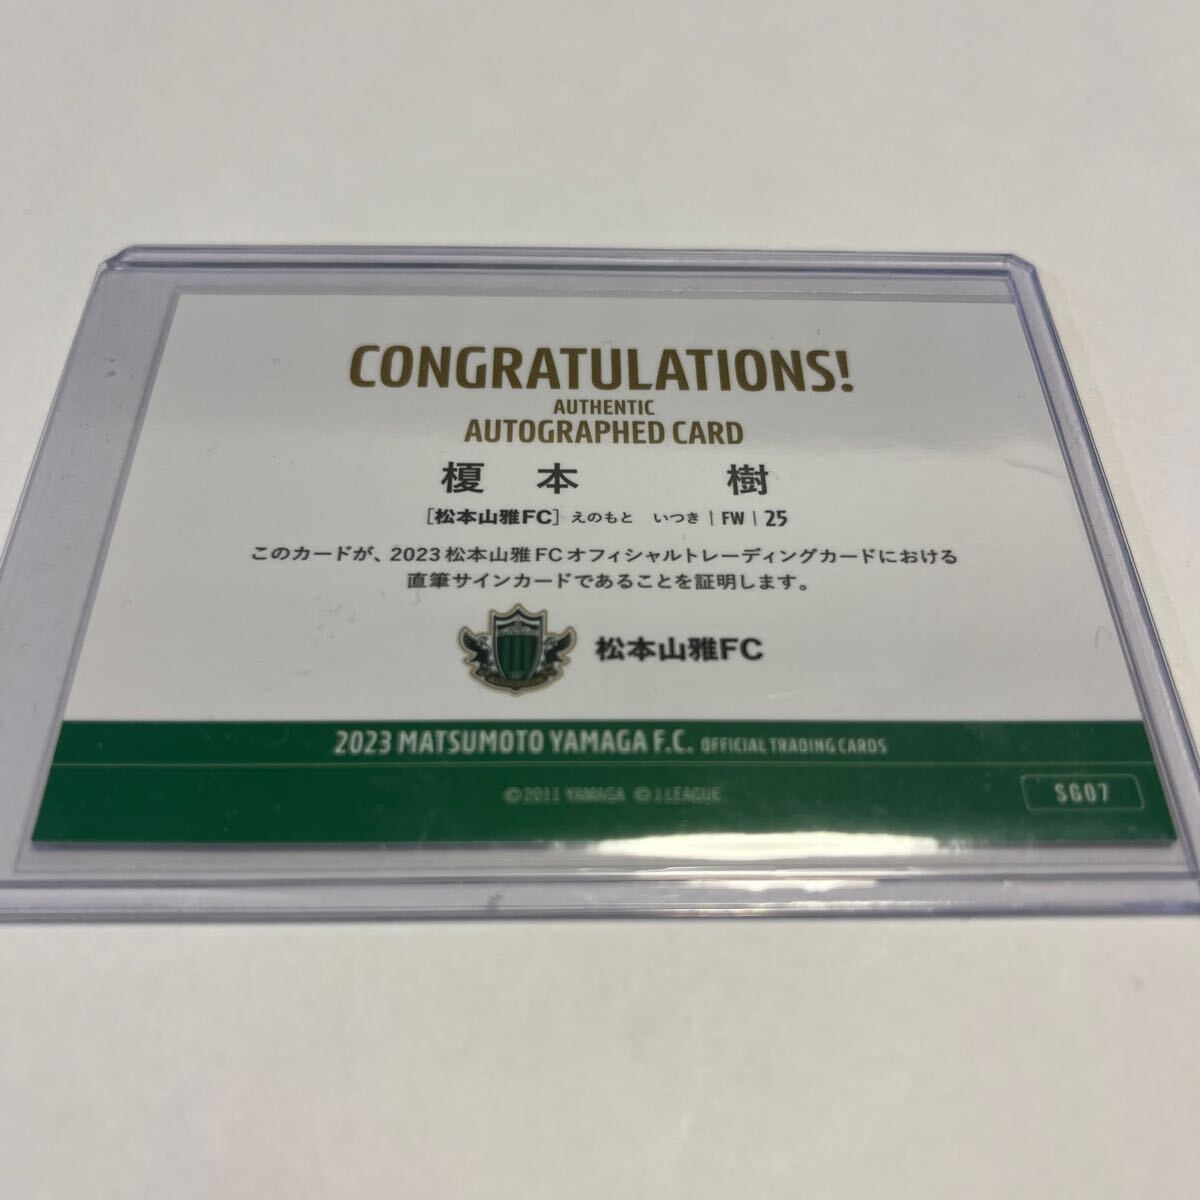 CONGRATULATIONS!
AUTHENTIC
AUTOGRAPHED CARD
榎本 樹
[松本山雅FC] えのもと いつき | FW | 25
このカードが、2023松本山雅FCオフィシャルトレーディングカードにおける
直筆サインカードであることを証明します。
松本山雅FC
2023 MATSUMOTO YAMAGA F.C. OFFICIAL TRADING CARDS
©2011 YAMAGA © J.LEAGUE
SG07